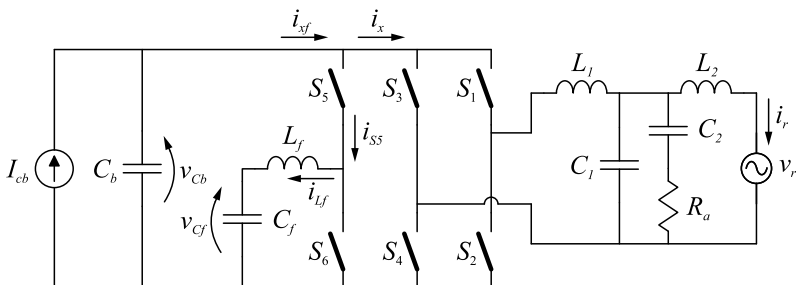 i_xf i_x
L_1 L_2
S_5 S_3 S_1
i_S5 i_r
L_f C_2
I_cb C_b v_Cb i_Lf C_1 v_r
v_Cf C_f R_a
S_6 S_4 S_2